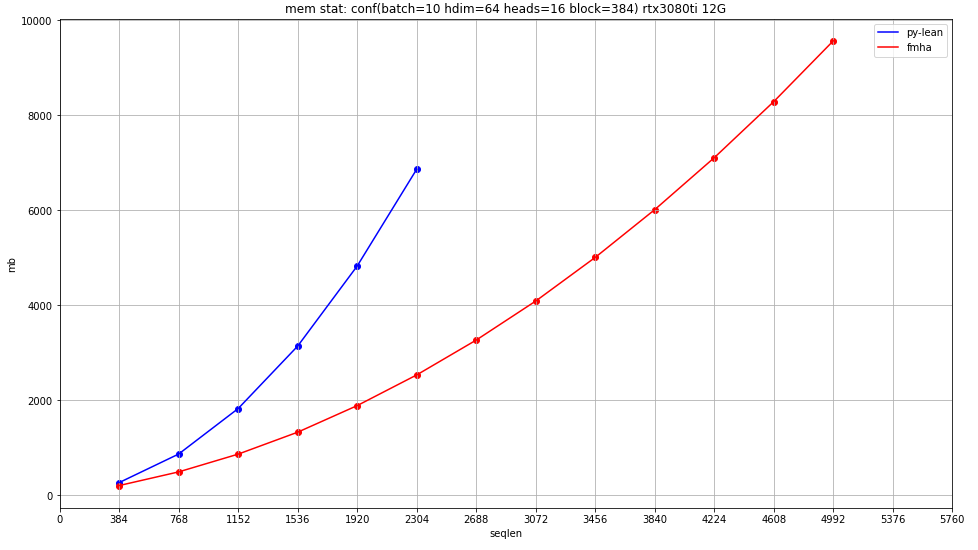 mem stat: conf(batch=10 hdim=64 heads=16 block=384) rtx3080ti 12G
py-lean
fmha
10000
8000
6000
4000
2000
0
mb
0 384 768 1152 1536 1920 2304 2688 3072 3456 3840 4224 4608 4992 5376 5760
seqlen